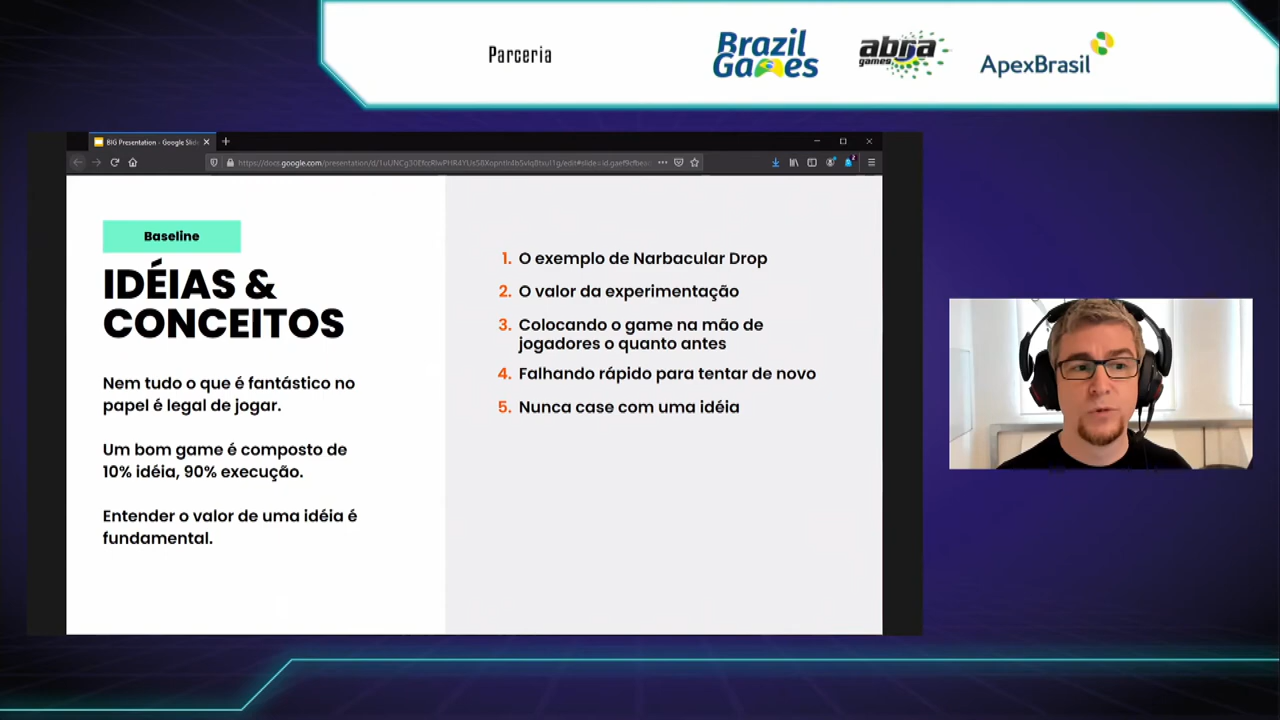 Parceria
Brazil
Games
abra
games
ApexBrasil
BIG Presentation - Google Slid
Baseline
IDÉIAS &
CONCEITOS
Nem tudo o que é fantástico no
papel é legal de jogar.
Um bom game é composto de
10% idéia, 90% execução.
Entender o valor de uma idéia é
fundamental.
1. O exemplo de Narbacular Drop
2. O valor da experimentação
3. Colocando o game na mão de
jogadores o quanto antes
4. Falhando rápido para tentar de novo
5. Nunca case com uma idéia